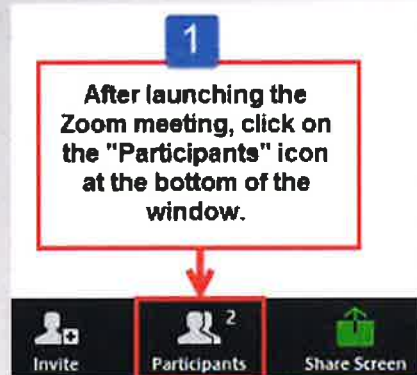 1
After launching the
Zoom meeting, click on
the "Participants" icon
at the bottom of the
window.
2
Invite Participants Share Screen